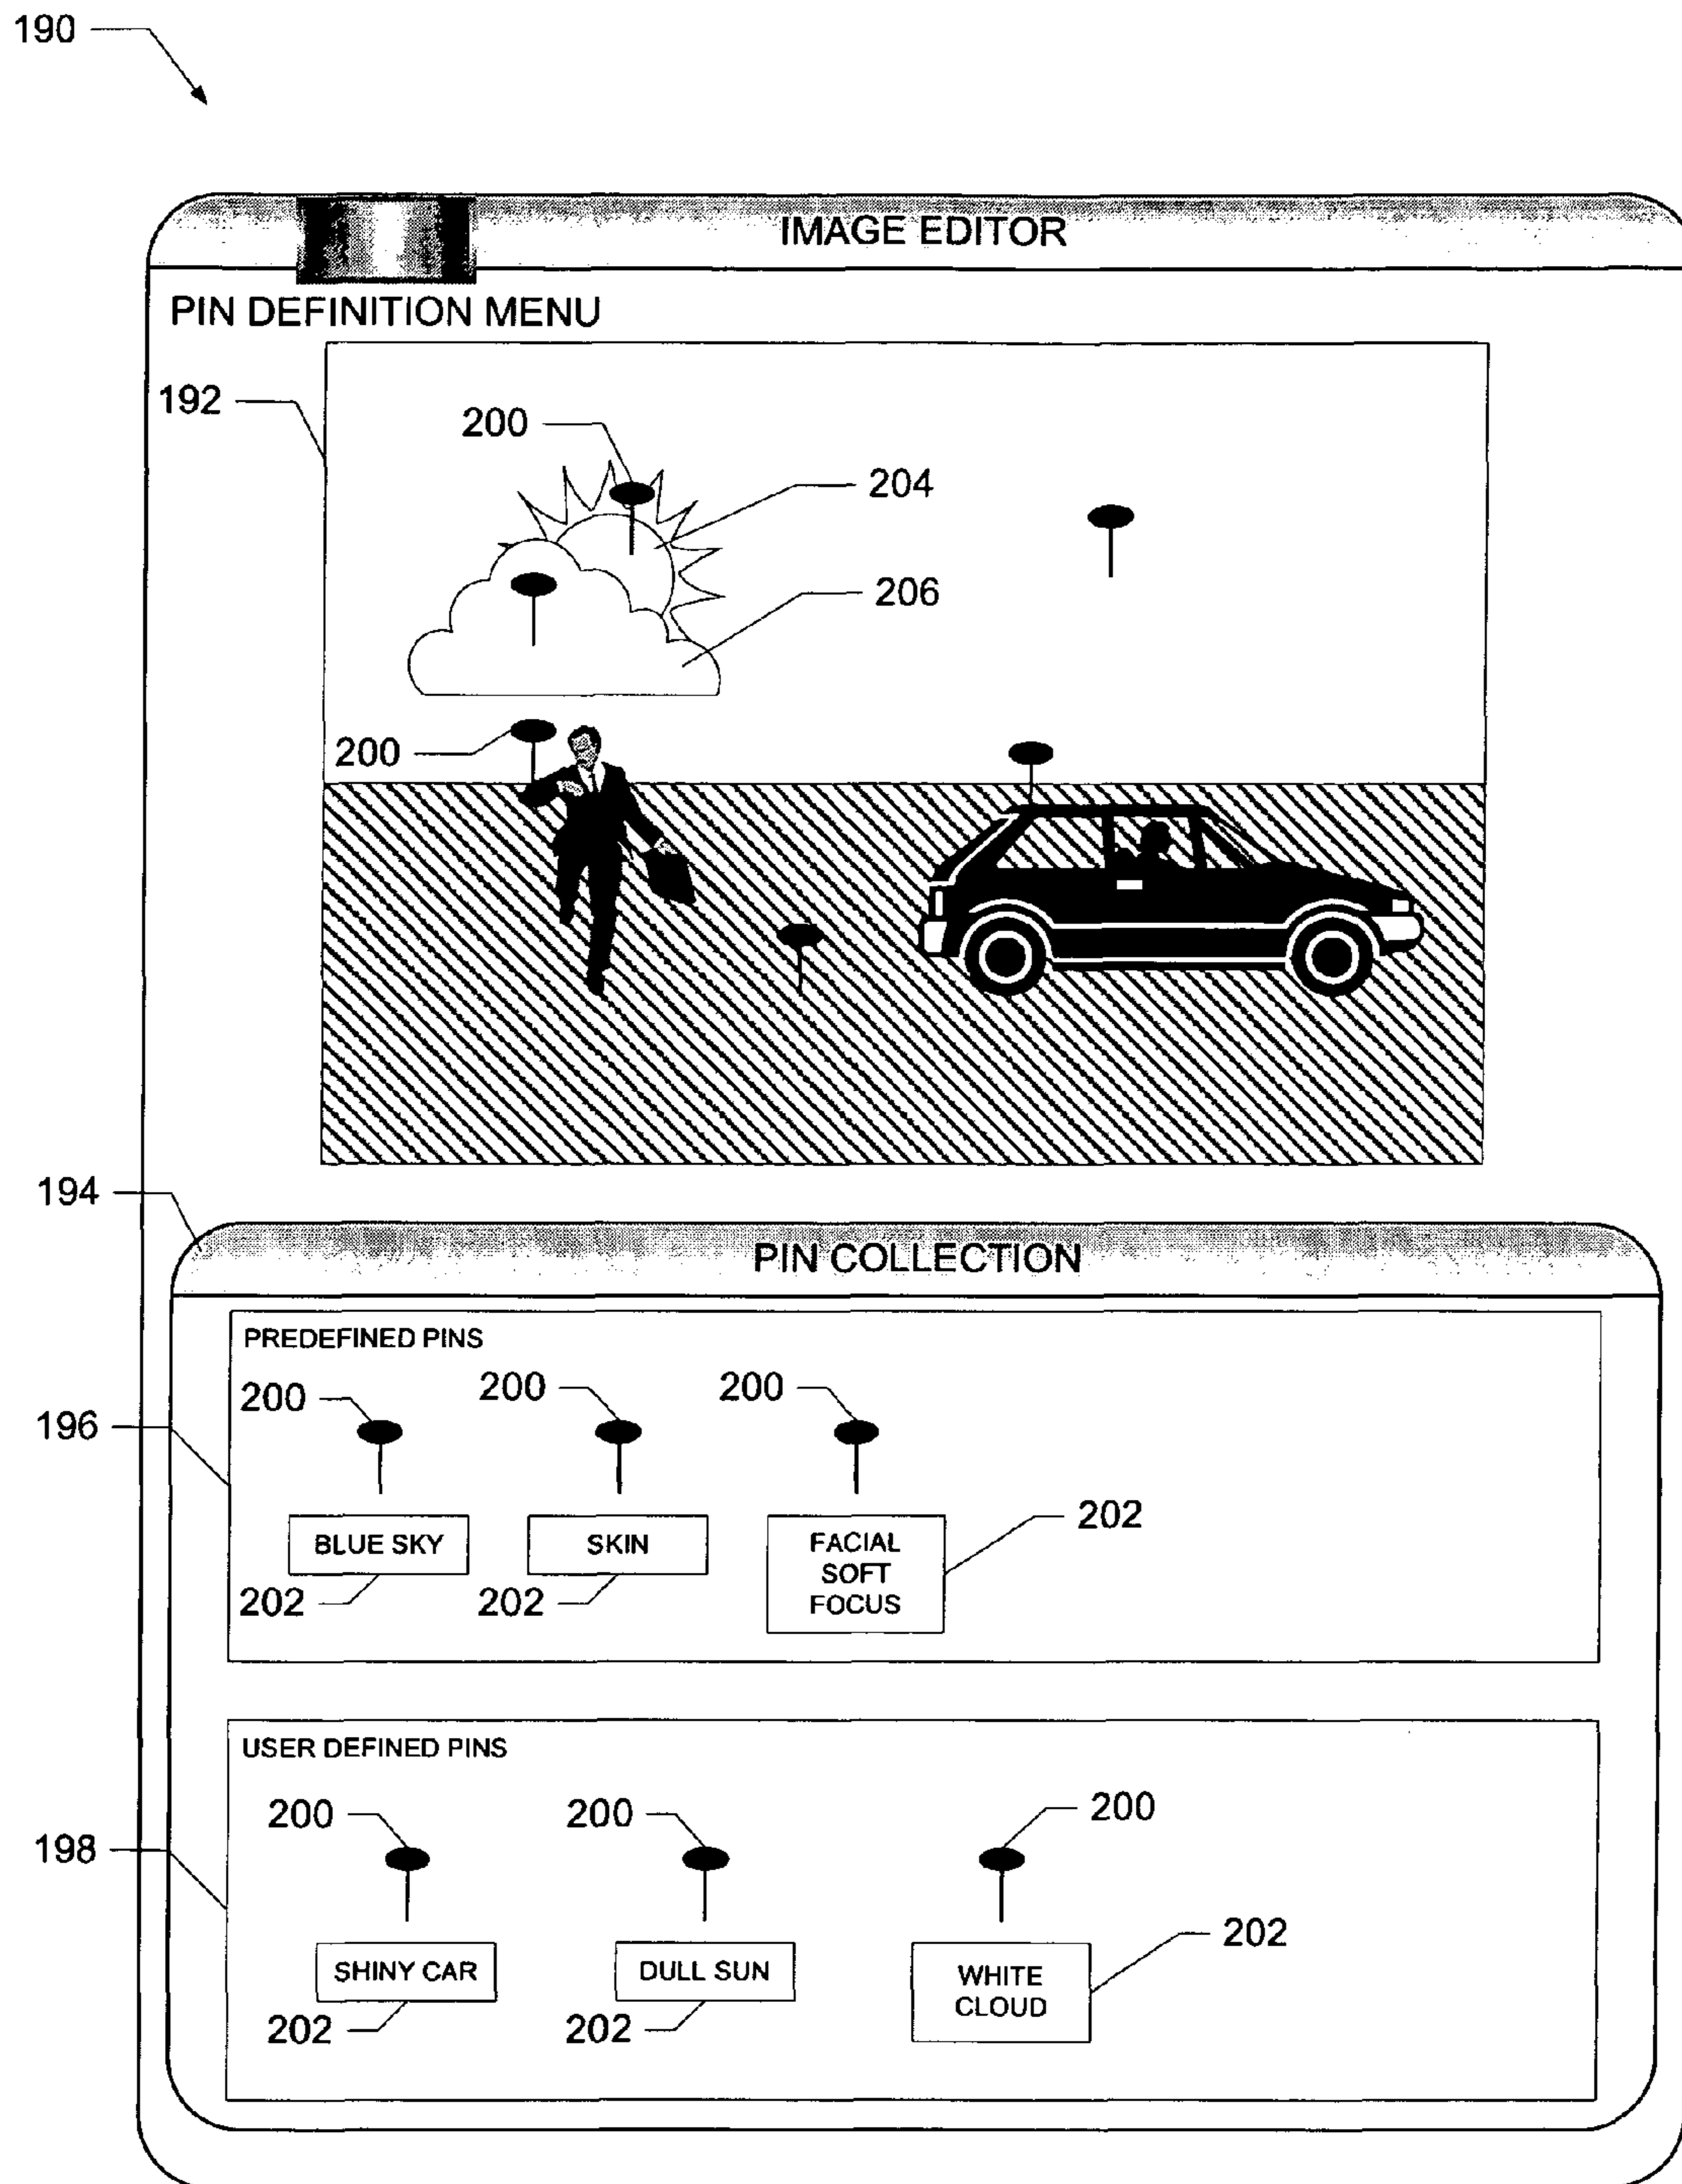 190
IMAGE EDITOR
PIN DEFINITION MENU
192
200
204
206
200
194
PIN COLLECTION
PREDEFINED PINS
200 200 200
196
BLUE SKY
SKIN
FACIAL
SOFT
FOCUS
202
202 202
USER DEFINED PINS
200 200 200
198
SHINY CAR
DULL SUN
WHITE
CLOUD
202
202 202